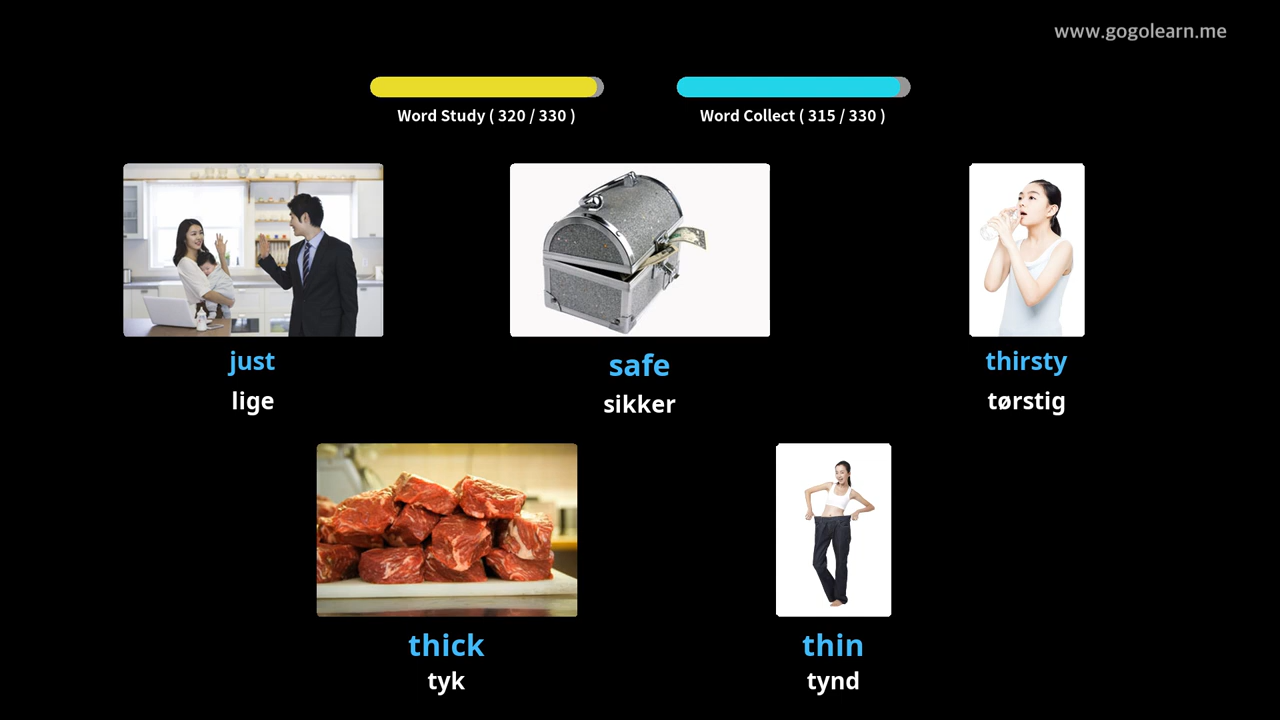 www.gogolearn.me
Word Study ( 320 / 330 )
Word Collect ( 315 / 330 )
just
lige
safe
sikker
thirsty
tørstig
thick
tyk
thin
tynd